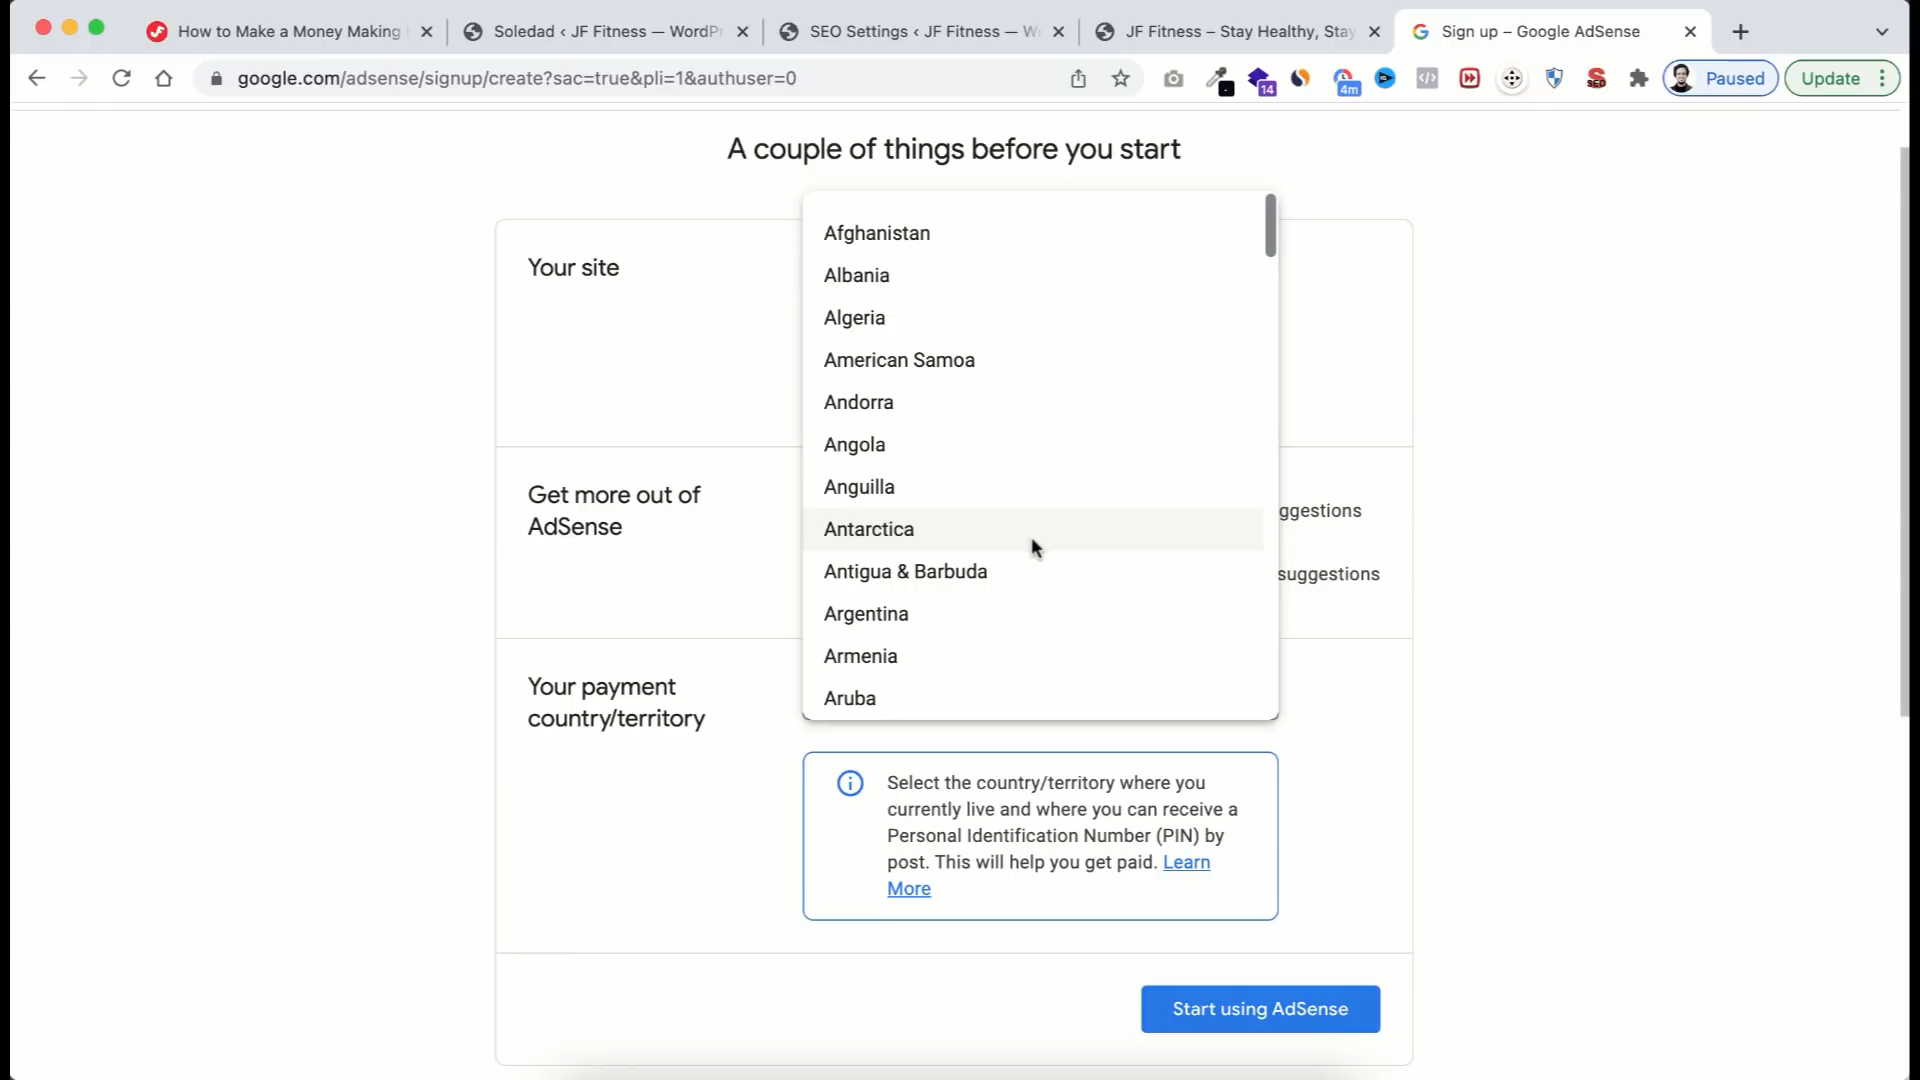 How to Make a Money Making
Soledad ‹ JF Fitness — WordPr
SEO Settings ‹ JF Fitness — W
JF Fitness – Stay Healthy, Stay
Sign up – Google AdSense
google.com/adsense/signup/create?sac=true&pli=1&authuser=0
14
4m
SEO
Paused
Update
A couple of things before you start
Your site
Get more out of
AdSense
Your payment
country/territory
Afghanistan
Albania
Algeria
American Samoa
Andorra
Angola
Anguilla
Antarctica
Antigua & Barbuda
Argentina
Armenia
Aruba
ggestions
suggestions
Select the country/territory where you
currently live and where you can receive a
Personal Identification Number (PIN) by
post. This will help you get paid. Learn
More
Start using AdSense